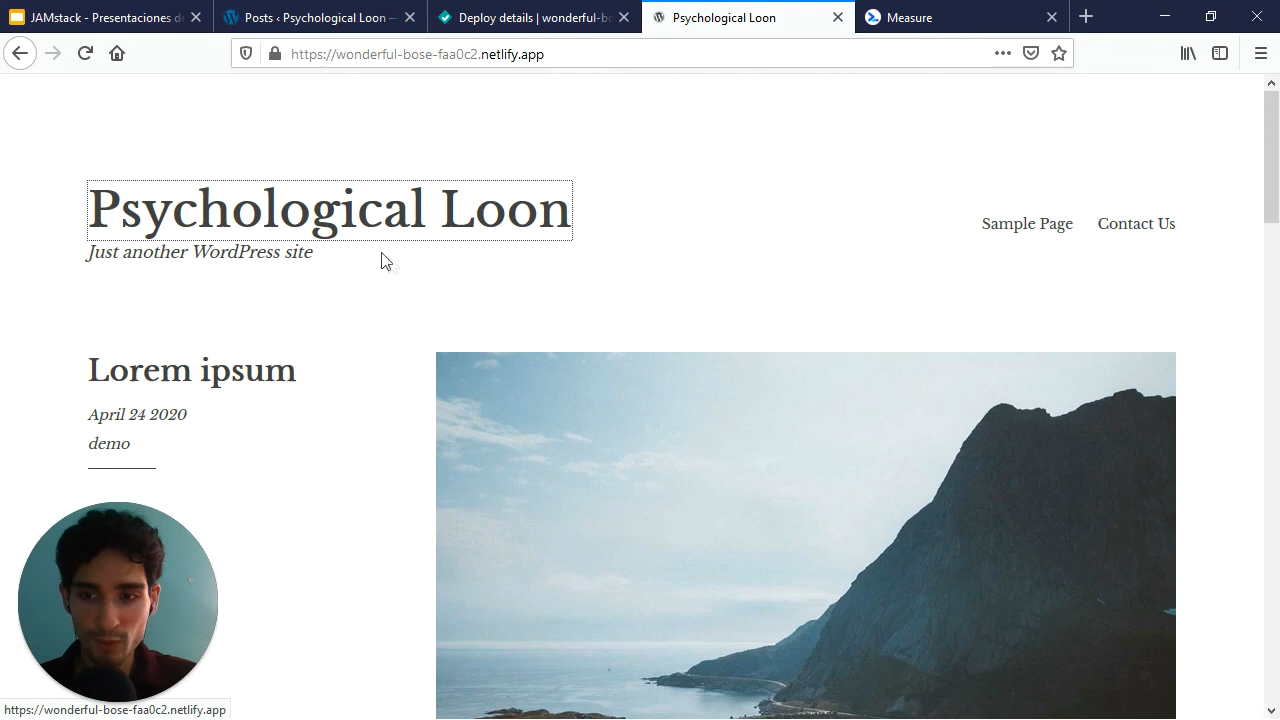 JAMstack - Presentaciones d
Posts ‹ Psychological Loon —
Deploy details | wonderful-bo
Psychological Loon
Measure
https://wonderful-bose-faa0c2.netlify.app
Psychological Loon
Just another WordPress site
Sample Page
Contact Us
Lorem ipsum
April 24 2020
demo
https://wonderful-bose-faa0c2.netlify.app